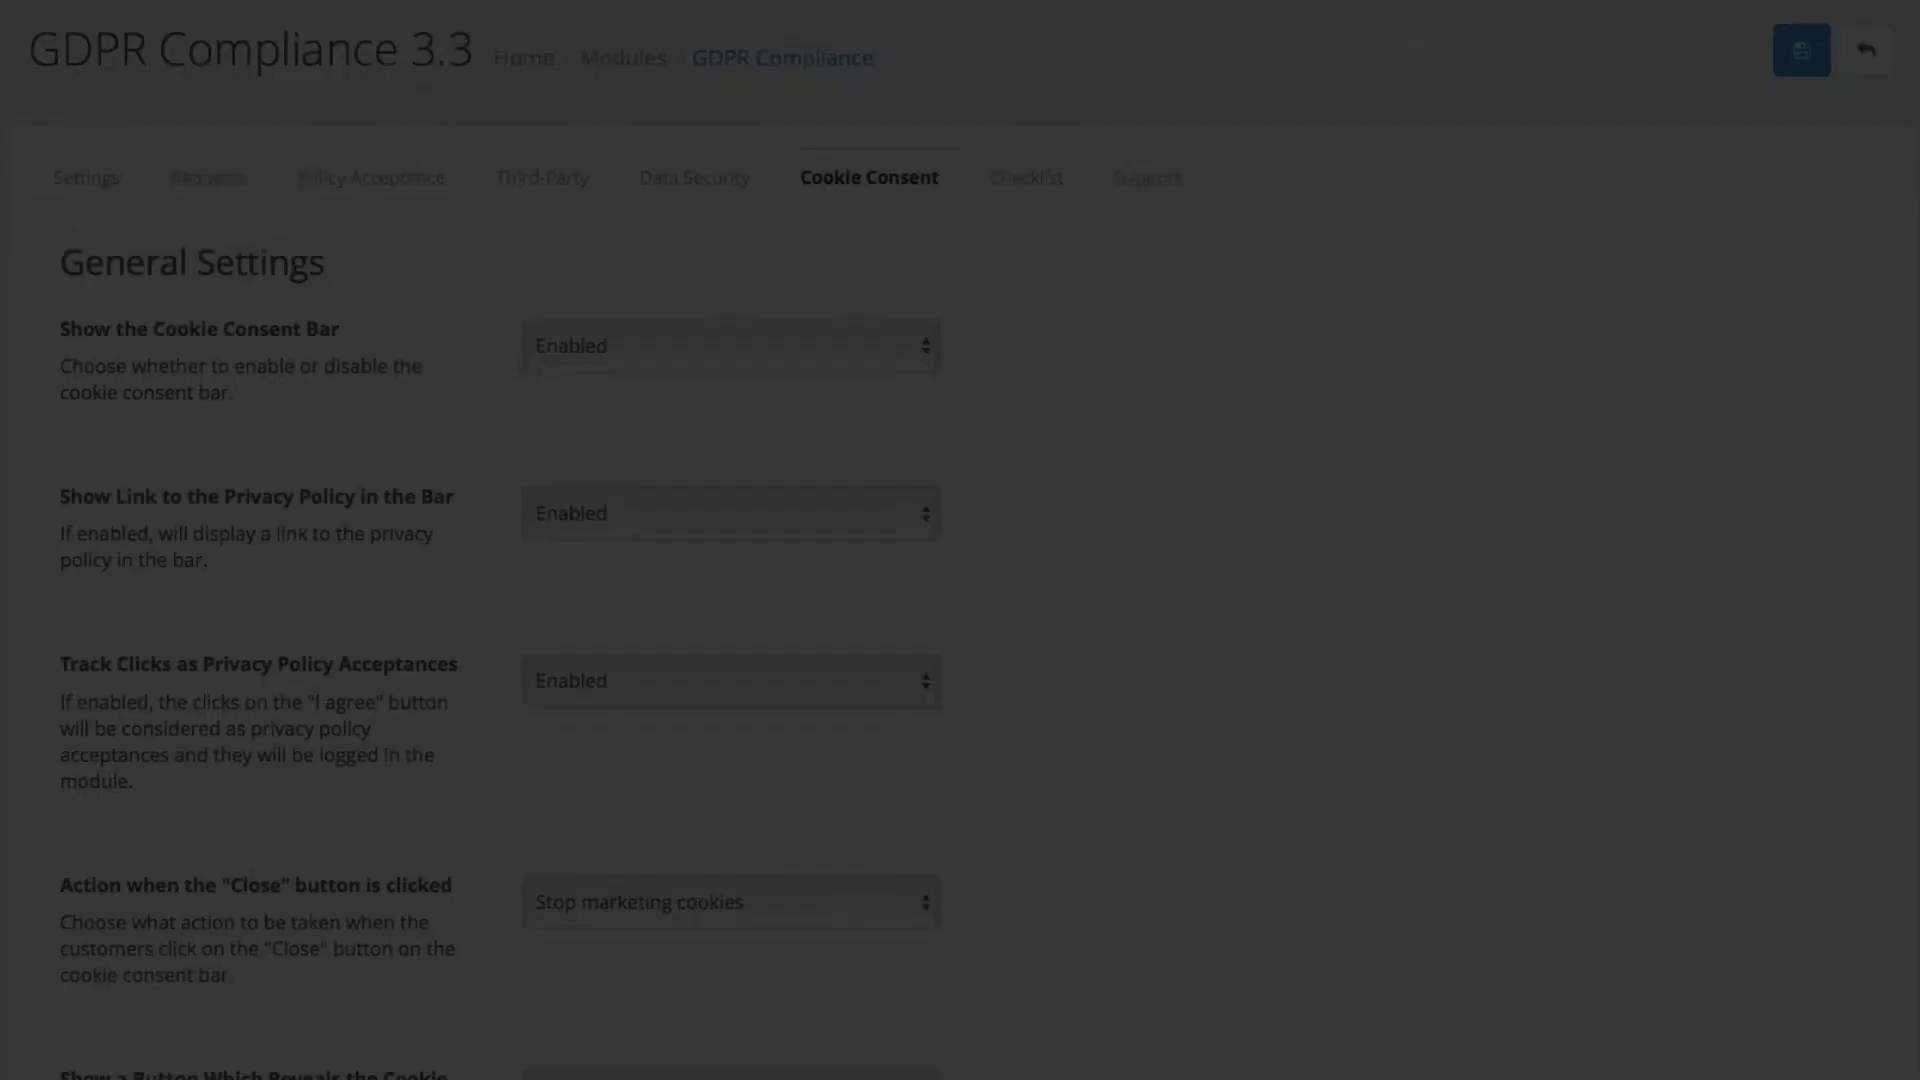 GDPR Compliance 3.3 Home Modules GDPR Compliance
Settings Requests Policy Acceptance Third-Party Data Security Cookie Consent Checklist Support
General Settings
Show the Cookie Consent Bar
Enabled
Choose whether to enable or disable the
cookie consent bar.
Show Link to the Privacy Policy in the Bar
Enabled
If enabled, will display a link to the privacy
policy in the bar.
Track Clicks as Privacy Policy Acceptances
Enabled
If enabled, the clicks on the "I agree" button
will be considered as privacy policy
acceptances and they will be logged in the
module.
Action when the "Close" button is clicked
Stop marketing cookies
Choose what action to be taken when the
customers click on the "Close" button on the
cookie consent bar
Show a Button Which Reveals the Cookie